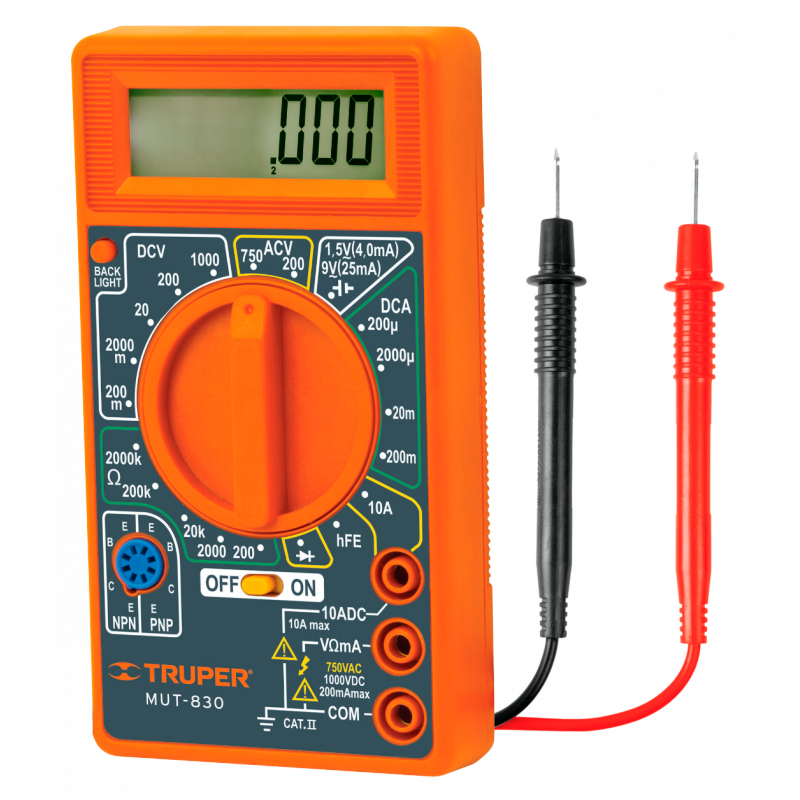 .000
2
BACK
LIGHT
DCV
1000
200
20
2000
m
200
m
750
ACV
200
1,5V(4,0mA)
9V(25mA)
DCA
200µ
2000µ
20m
200m
10A
hFE
200
2000
20k
200k
2000k
Ω
E E
B B
C C
E E
NPN PNP
OFF ON
10ADC
10A max
VΩmA
750VAC
1000VDC
200mAmax
COM
CAT.II
TRUPER®
MUT-830